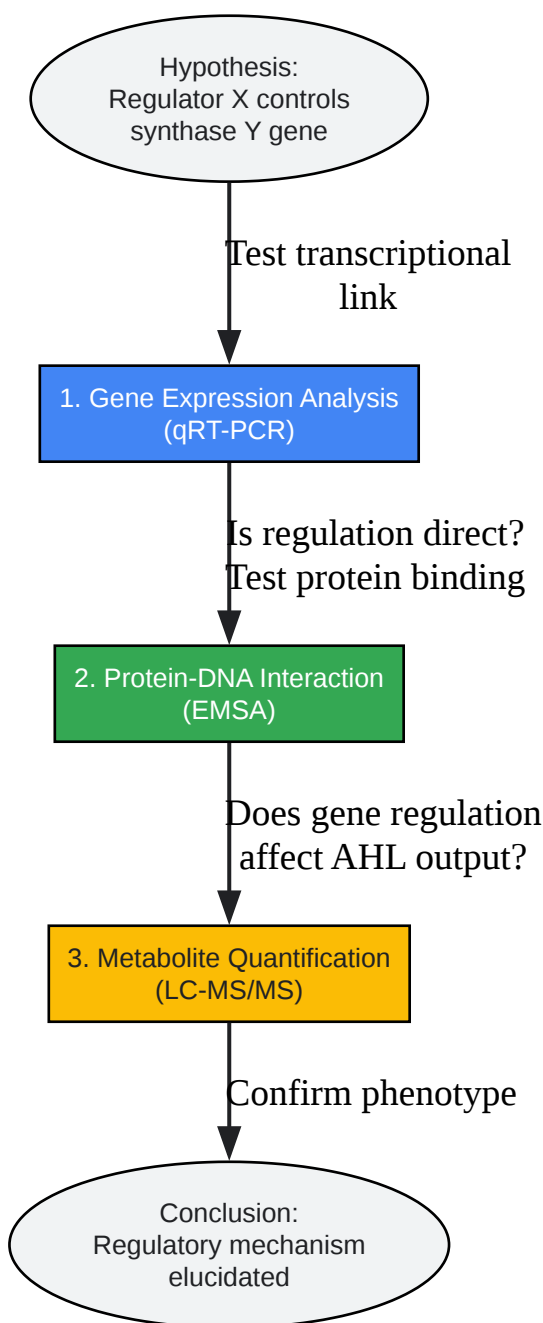 Hypothesis:
Regulator X controls
synthase Y gene
Test transcriptional
link
1. Gene Expression Analysis
(qRT-PCR)
Is regulation direct?
Test protein binding
2. Protein-DNA Interaction
(EMSA)
Does gene regulation
affect AHL output?
3. Metabolite Quantification
(LC-MS/MS)
Confirm phenotype
Conclusion:
Regulatory mechanism
elucidated